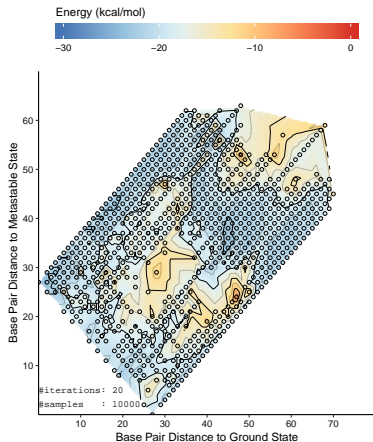 Energy (kcal/mol)
−30 −20 −10 0
60
50
40
30
20
10
Base Pair Distance to Metastable State
#iterations: 20
#samples : 10000
10 20 30 40 50 60 70
Base Pair Distance to Ground State